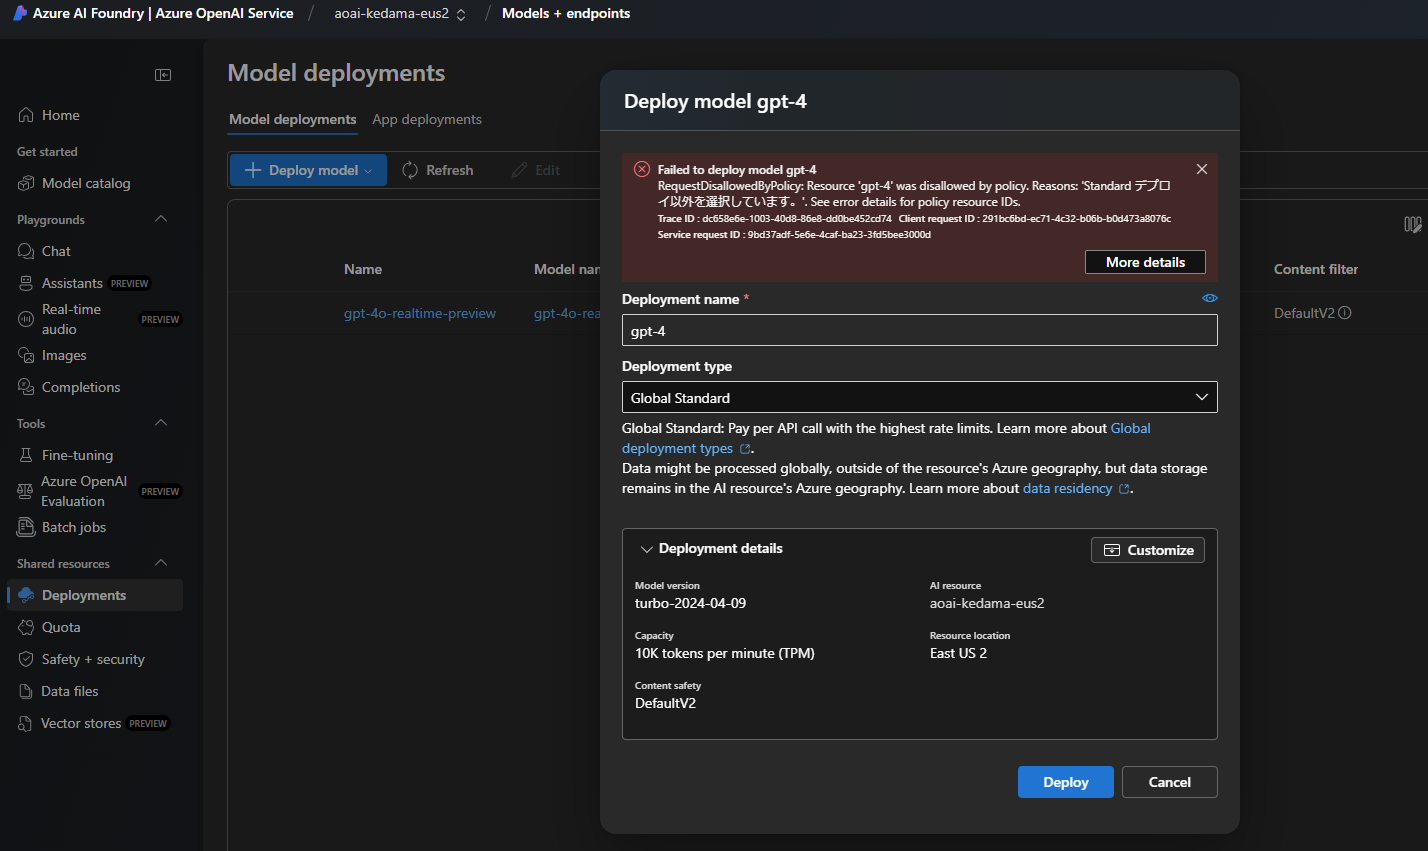 Azure AI Foundry | Azure OpenAI Service / aoai-kedama-eus2 / Models + endpoints
Home
Get started
Model catalog
Playgrounds
Chat
Assistants PREVIEW
Real-time audio PREVIEW
Images
Completions
Tools
Fine-tuning
Azure OpenAI Evaluation PREVIEW
Batch jobs
Shared resources
Deployments
Quota
Safety + security
Data files
Vector stores PREVIEW
Model deployments
Model deployments App deployments
Deploy model Refresh Edit
Name Model nam Content filter
gpt-4o-realtime-preview gpt-4o-rea DefaultV2
Deploy model gpt-4
Failed to deploy model gpt-4
RequestDisallowedByPolicy: Resource 'gpt-4' was disallowed by policy. Reasons: 'Standard デプロ
イ以外を選択しています。'. See error details for policy resource IDs.
Trace ID : dc658e6e-1003-40d8-86e8-dd0be452cd74 Client request ID : 291bc6bd-ec71-4c32-b06b-b0d473a8076c
Service request ID : 9bd37adf-5e6e-4caf-ba23-3fd5bee3000d
More details
Deployment name *
gpt-4
Deployment type
Global Standard
Global Standard: Pay per API call with the highest rate limits. Learn more about Global
deployment types .
Data might be processed globally, outside of the resource's Azure geography, but data storage
remains in the AI resource's Azure geography. Learn more about data residency .
Deployment details Customize
Model version AI resource
turbo-2024-04-09 aoai-kedama-eus2
Capacity Resource location
10K tokens per minute (TPM) East US 2
Content safety
DefaultV2
Deploy Cancel